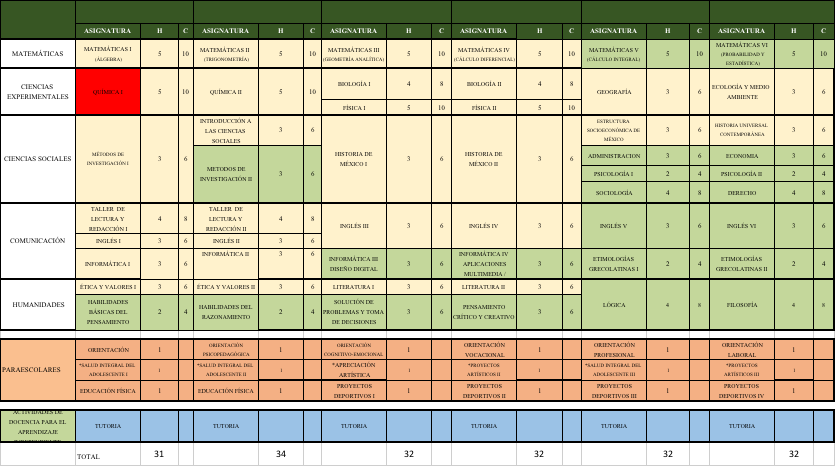 ASIGNATURA H C ASIGNATURA H C ASIGNATURA H C ASIGNATURA H C ASIGNATURA H C ASIGNATURA H C
MATEMÁTICAS
MATEMÁTICAS I
(ÁLGEBRA)
5 10
MATEMÁTICAS II
(TRIGONOMETRÍA)
5 10
MATEMÁTICAS III
(GEOMETRÍA ANALÍTICA)
5 10
MATEMÁTICAS IV
(CÁLCULO DIFERENCIAL)
5 10
MATEMÁTICAS V
(CÁLCULO INTEGRAL)
5 10
MATEMÁTICAS VI
(PROBABILIDAD Y
ESTADÍSTICA)
5 10
CIENCIAS
EXPERIMENTALES
QUÍMICA I
5 10
QUÍMICA II
5 10
BIOLOGÍA I
4 8
FÍSICA I
5 10
BIOLOGÍA II
4 8
FÍSICA II
5 10
GEOGRAFÍA
3 6
ECOLOGÍA Y MEDIO
AMBIENTE
3 6
CIENCIAS SOCIALES
MÉTODOS DE
INVESTIGACIÓN I
3 6
INTRODUCCIÓN A
LAS CIENCIAS
SOCIALES
3 6
METODOS DE
INVESTIGACIÓN II
3 6
HISTORIA DE
MÉXICO I
3 6
HISTORIA DE
MÉXICO II
3 6
ESTRUCTURA
SOCIOECONÓMICA DE
MÉXICO
3 6
ADMINISTRACION
3 6
PSICOLOGÍA I
2 4
SOCIOLOGÍA
4 8
HISTORIA UNIVERSAL
CONTEMPORÁNEA
3 6
ECONOMIA
3 6
PSICOLOGÍA II
2 4
DERECHO
4 8
COMUNICACIÓN
TALLER DE
LECTURA Y
REDACCIÓN I
4 8
INGLÉS I
3 6
INFORMÁTICA I
3 6
TALLER DE
LECTURA Y
REDACCIÓN II
4 8
INGLÉS II
3 6
INFORMÁTICA II
3 6
INGLÉS III
3 6
INFORMÁTICA III
DISEÑO DIGITAL
3 6
INGLÉS IV
3 6
INFORMÁTICA IV
APLICACIONES
MULTIMEDIA /
3 6
INGLÉS V
3 6
ETIMOLOGÍAS
GRECOLATINAS I
2 4
INGLÉS VI
3 6
ETIMOLOGÍAS
GRECOLATINAS II
2 4
HUMANIDADES
ÉTICA Y VALORES I
3 6
HABILIDADES
BÁSICAS DEL
PENSAMIENTO
2 4
ÉTICA Y VALORES II
3 6
HABILIDADES DEL
RAZONAMIENTO
2 4
LITERATURA I
3 6
SOLUCIÓN DE
PROBLEMAS Y TOMA
DE DECISIONES
3 6
LITERATURA II
3 6
PENSAMIENTO
CRÍTICO Y CREATIVO
3 6
LÓGICA
4 8
FILOSOFÍA
4 8
PARAESCOLARES
ORIENTACIÓN
1
ORIENTACIÓN
PSICOPEDAGÓGICA
1
ORIENTACIÓN
COGNITIVO-EMOCIONAL
1
ORIENTACIÓN
VOCACIONAL
1
ORIENTACIÓN
PROFESIONAL
1
ORIENTACIÓN
LABORAL
1
*SALUD INTEGRAL DEL
ADOLESCENTE I
1
*SALUD INTEGRAL DEL
ADOLESCENTE II
1
*APRECIACIÓN
ARTÍSTICA
1
*PROYECTOS
ARTÍSTICOS II
1
*SALUD INTEGRAL DEL
ADOLESCENTE III
1
*PROYECTOS
ARTÍSTICOS III
1
EDUCACIÓN FÍSICA
1
EDUCACIÓN FÍSICA
1
PROYECTOS
DEPORTIVOS I
1
PROYECTOS
DEPORTIVOS II
1
PROYECTOS
DEPORTIVOS III
1
PROYECTOS
DEPORTIVOS IV
1
ACTIVIDADES DE
DOCENCIA PARA EL
APRENDIZAJE
TUTORIA TUTORIA TUTORIA TUTORIA TUTORIA TUTORIA
TOTAL 31 34 32 32 32 32